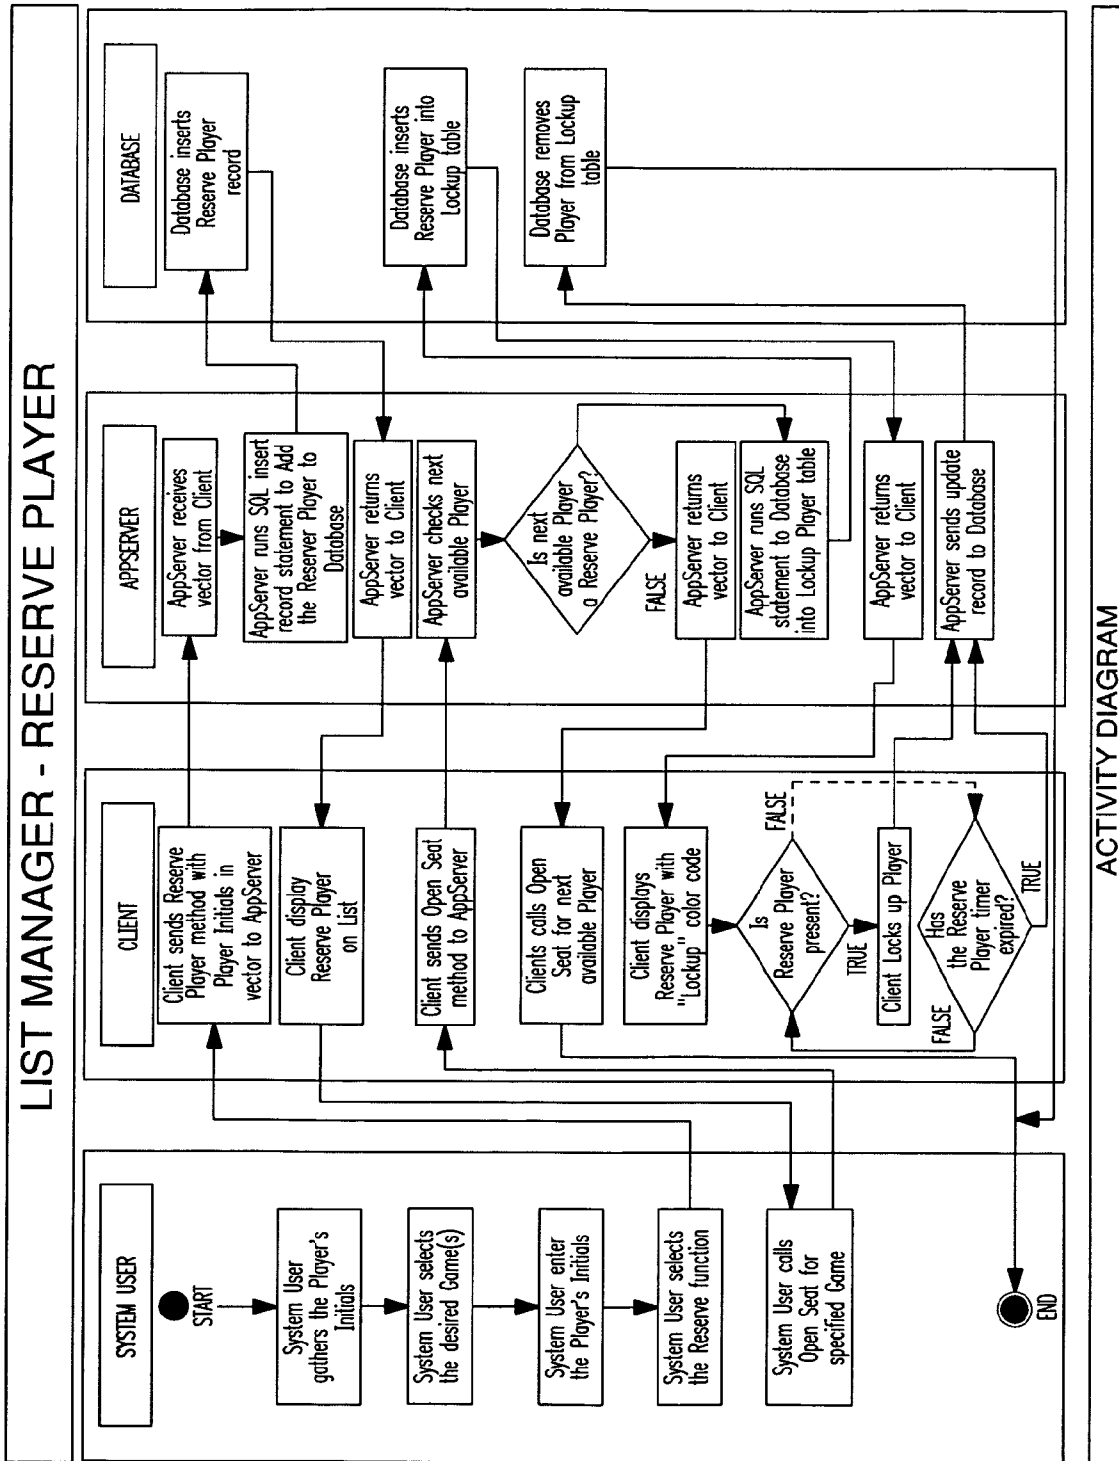 LIST MANAGER - RESERVE PLAYER
SYSTEM USER
START
System User
gathers the Player's
Initials
System User selects
the desired Game(s)
System User enter
the Player's Initials
System User selects
the Reserve function
System User calls
Open Seat for
specified Game
END
CLIENT
Client sends Reserve
Player method with
Player Initials in
vector to AppServer
Client display
Reserve Player
on List
Client sends Open Seat
method to AppServer
Clients calls Open
Seat for next
available Player
Client displays
Reserve Player with
"Lockup" color code
Is
Reserve Player
present?
FALSE
TRUE
Client Locks up Player
Has
the Reserve
Player timer
expired?
FALSE
TRUE
APPSERVER
AppServer receives
vector from Client
AppServer runs SQL insert
record statement to Add
the Reserver Player to
Database
AppServer returns
vector to Client
AppServer checks next
available Player
Is next
available Player
a Reserve Player?
FALSE
AppServer returns
vector to Client
AppServer runs SQL
statement to Database
into Lockup Player table
AppServer returns
vector to Client
AppServer sends update
record to Database
DATABASE
Database inserts
Reserve Player
record
Database inserts
Reserve Player into
Lockup table
Database removes
Player from Lockup
table
ACTIVITY DIAGRAM